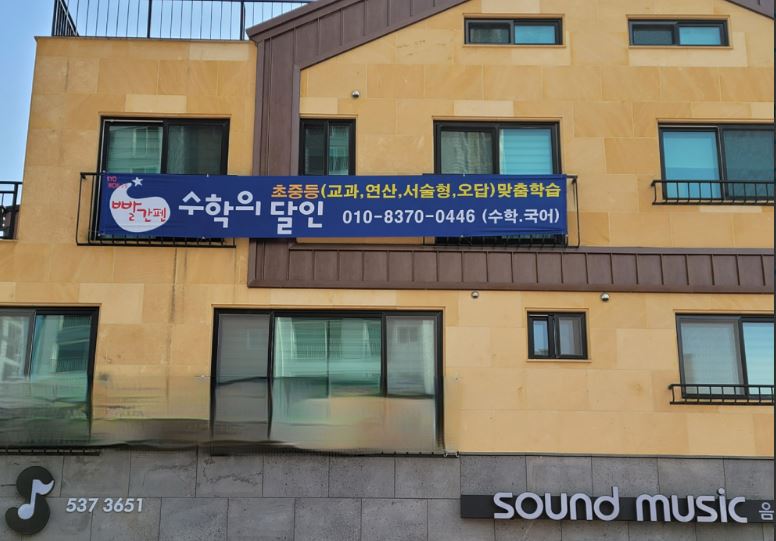 빨간펜
수학의 달인
초중등(교과,연산,서술형,오답)맞춤학습
010-8370-0446 (수학.국어)
537 3651
sound music 음